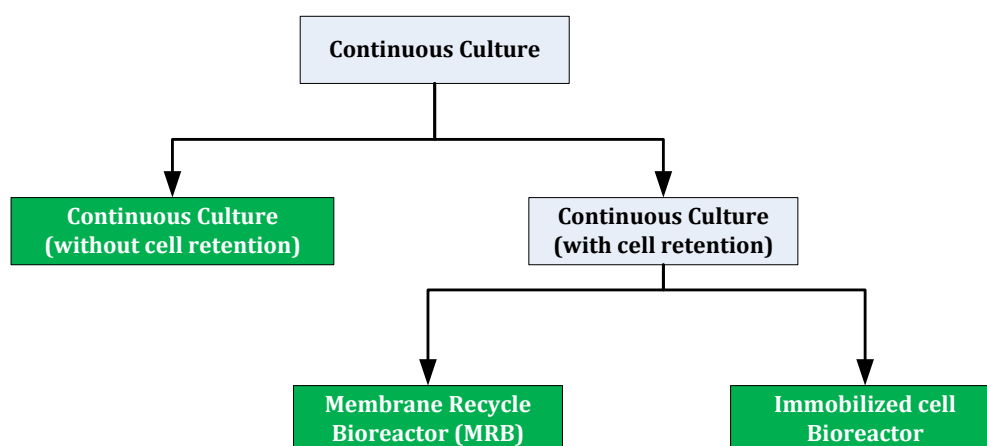 Continuous Culture
Continuous Culture
(without cell retention)
Continuous Culture
(with cell retention)
Membrane Recycle
Bioreactor (MRB)
Immobilized cell
Bioreactor